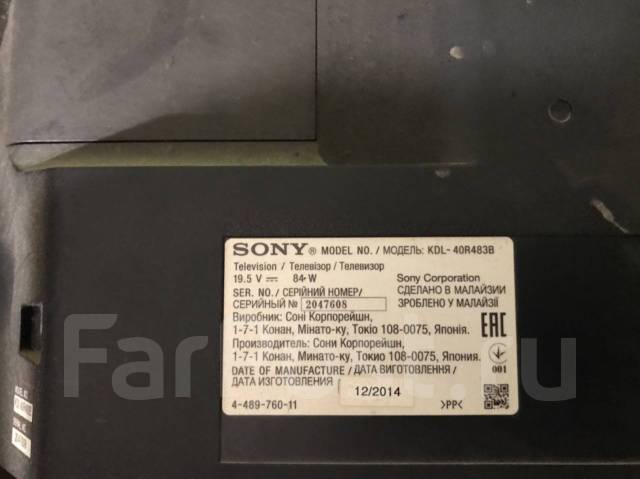 SONY® MODEL NO. / МОДЕЛЬ: KDL- 40R483B
Television / Телевізор / Телевизор
19.5 V ⎓ 84 W
Sony Corporation
SER. NO./ СЕРІЙНИЙ НОМЕР/
СЕРИЙНЫЙ № 2047608
СДЕЛАНО В МАЛАЙЗИИ
ЗРОБЛЕНО У МАЛАЙЗІЇ
Виробник: Соні Корпорейшн,
1-7-1 Конан, Мінато-ку, Токіо 108-0075, Японія.
Производитель: Сони Корпорейшн,
1-7-1 Конан, Минато-ку, Токио 108-0075, Япония.
EAC
001
DATE OF MANUFACTURE / ДАТА ВИГОТОВЛЕННЯ /
ДАТА ИЗГОТОВЛЕНИЯ
12/2014
4-489-760-11
>PP<